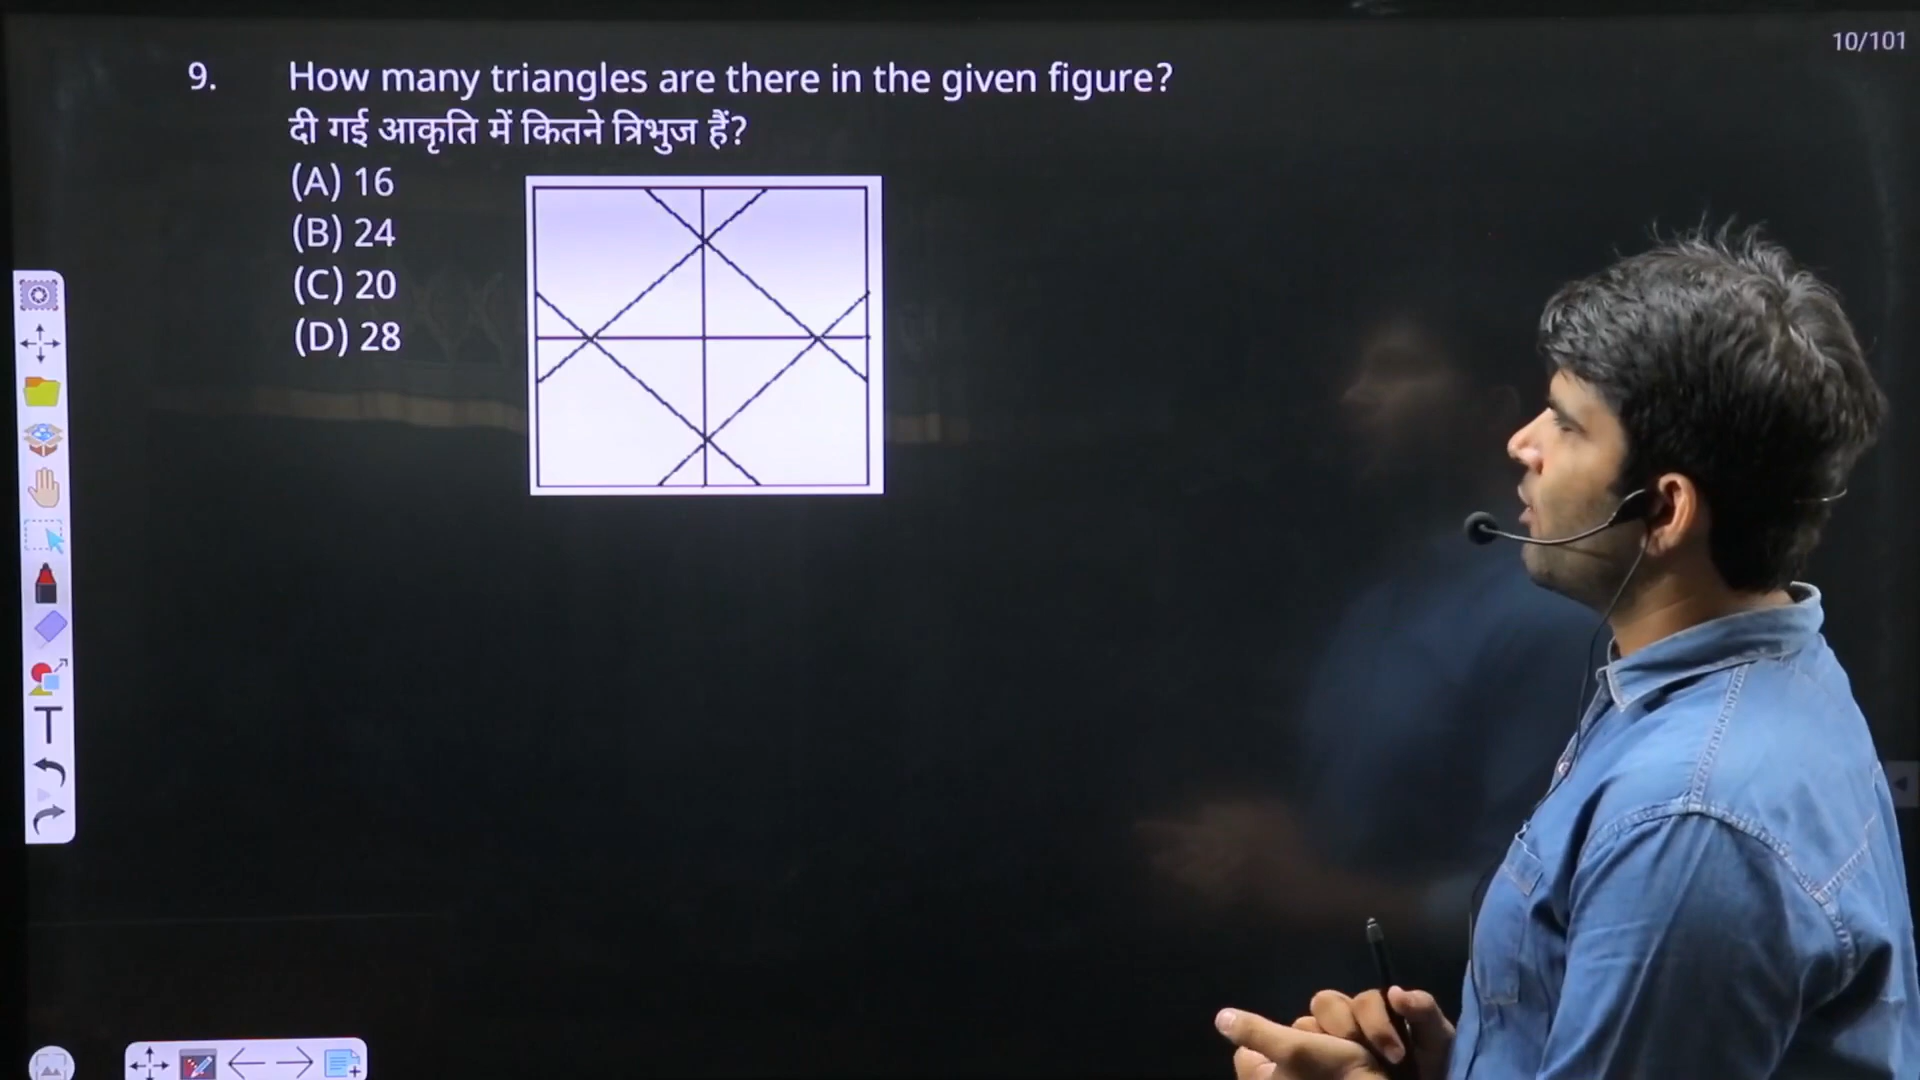 10/101
9. How many triangles are there in the given figure?
दी गई आकृति में कितने त्रिभुज हैं?
(A) 16
(B) 24
(C) 20
(D) 28
T